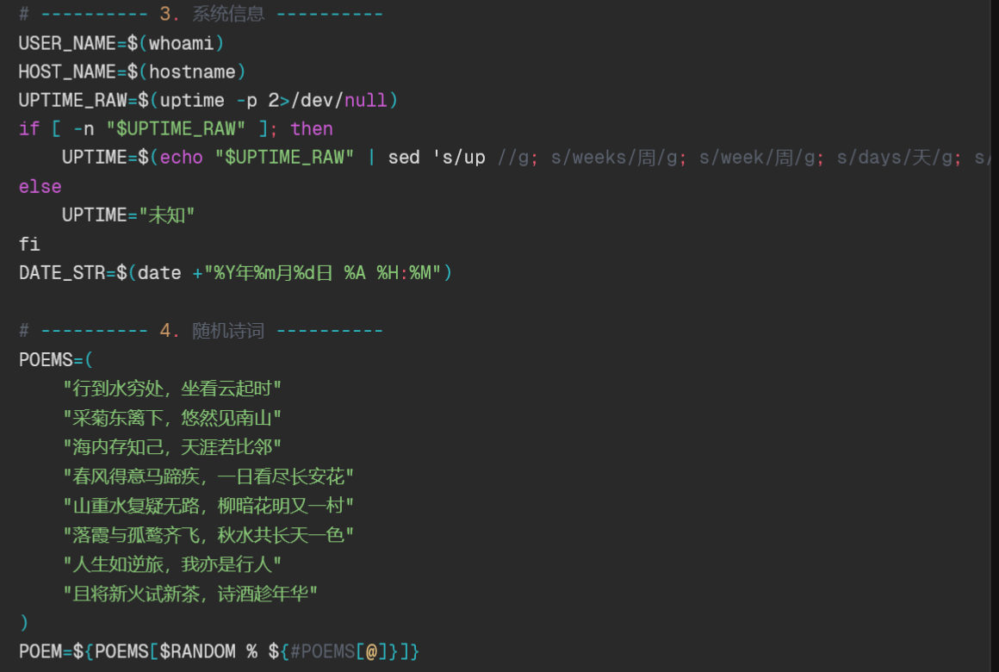 # ---------- 3. 系统信息 ----------
USER_NAME=$(whoami)
HOST_NAME=$(hostname)
UPTIME_RAW=$(uptime -p 2>/dev/null)
if [ -n "$UPTIME_RAW" ]; then
    UPTIME=$(echo "$UPTIME_RAW" | sed 's/up //g; s/weeks/周/g; s/week/周/g; s/days/天/g; s/
else
    UPTIME="未知"
fi
DATE_STR=$(date +"%Y年%m月%d日 %A %H:%M")
# ---------- 4. 随机诗词 ----------
POEMS=(
    "行到水穷处，坐看云起时"
    "采菊东篱下，悠然见南山"
    "海内存知己，天涯若比邻"
    "春风得意马蹄疾，一日看尽长安花"
    "山重水复疑无路，柳暗花明又一村"
    "落霞与孤鹜齐飞，秋水共长天一色"
    "人生如逆旅，我亦是行人"
    "且将新火试新茶，诗酒趁年华"
)
POEM=${POEMS[$RANDOM % ${#POEMS[@]}]}